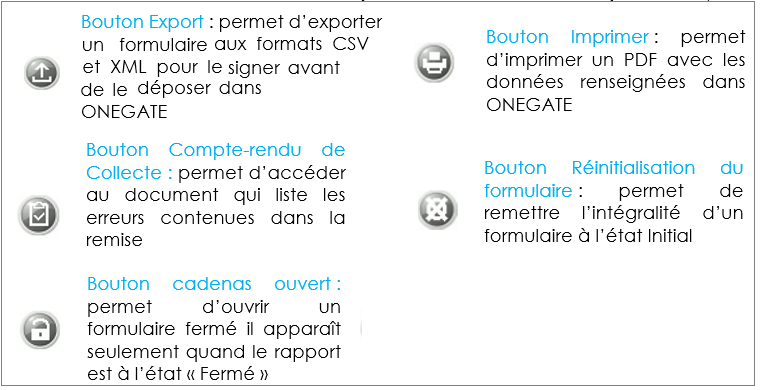 Bouton Export : permet d'exporter
un formulaire aux formats CSV
et XML pour le signer avant
de le déposer dans
ONEGATE
Bouton Imprimer : permet
d'imprimer un PDF avec les
données renseignées dans
ONEGATE
Bouton Compte-rendu de
Collecte : permet d'accéder
au document qui liste les
erreurs contenues dans la
remise
Bouton Réinitialisation du
formulaire : permet de
remettre l'intégralité d'un
formulaire à l'état Initial
Bouton cadenas ouvert :
permet d'ouvrir un
formulaire fermé il apparaît
seulement quand le rapport
est à l'état « Fermé »